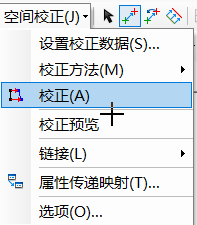 空间校正(J)
设置校正数据(S)...
校正方法(M)
校正(A)
校正预览
链接(L)
属性传递映射(T)...
选项(O)...